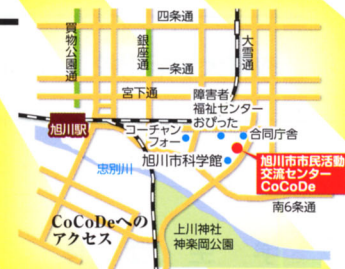 四条通
買物公園通
銀座通
大雪通
一条通
宮下通
障害者
福祉センター
おぴった
旭川駅
コーチャン
フォー
合同庁舎
旭川市科学館
旭川市市民活動
交流センター
CoCoDe
忠別川
南6条通
CoCoDeへの
アクセス
上川神社
神楽岡公園